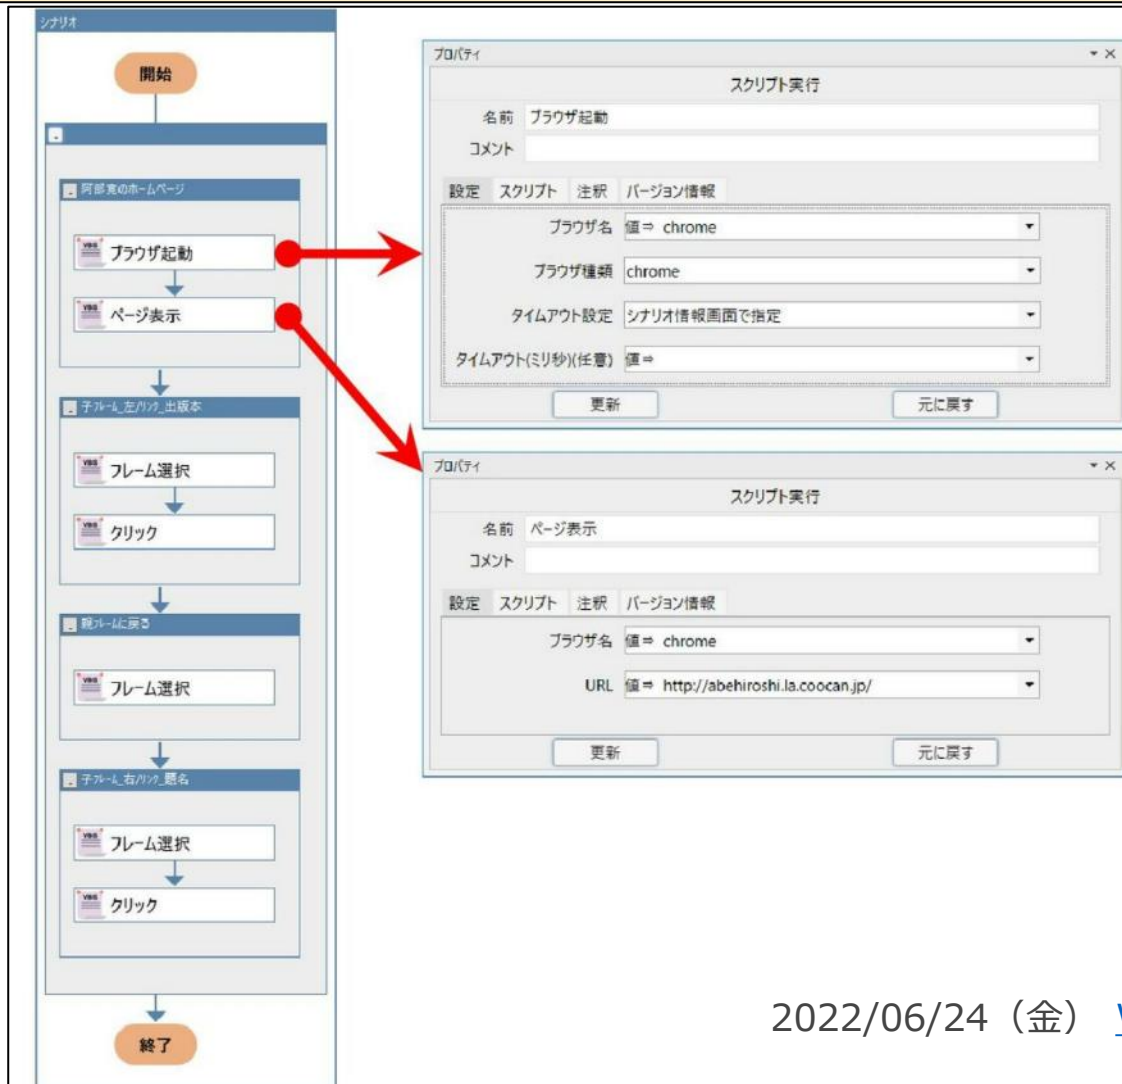 シナリオ
開始
阿部寛のホームページ
ブラウザ起動
ページ表示
子フレーム_左/リンク_出版本
フレーム選択
クリック
親フレームに戻る
フレーム選択
子フレーム_右/リンク_題名
フレーム選択
クリック
終了
プロパティ
スクリプト実行
名前 ブラウザ起動
コメント
設定 スクリプト 注釈 バージョン情報
ブラウザ名 値⇒ chrome
ブラウザ種類 chrome
タイムアウト設定 シナリオ情報画面で指定
タイムアウト(ミリ秒)(任意) 値⇒
更新 元に戻す
プロパティ
スクリプト実行
名前 ページ表示
コメント
設定 スクリプト 注釈 バージョン情報
ブラウザ名 値⇒ chrome
URL 値⇒ http://abehiroshi.la.coocan.jp/
更新 元に戻す
2022/06/24（金）